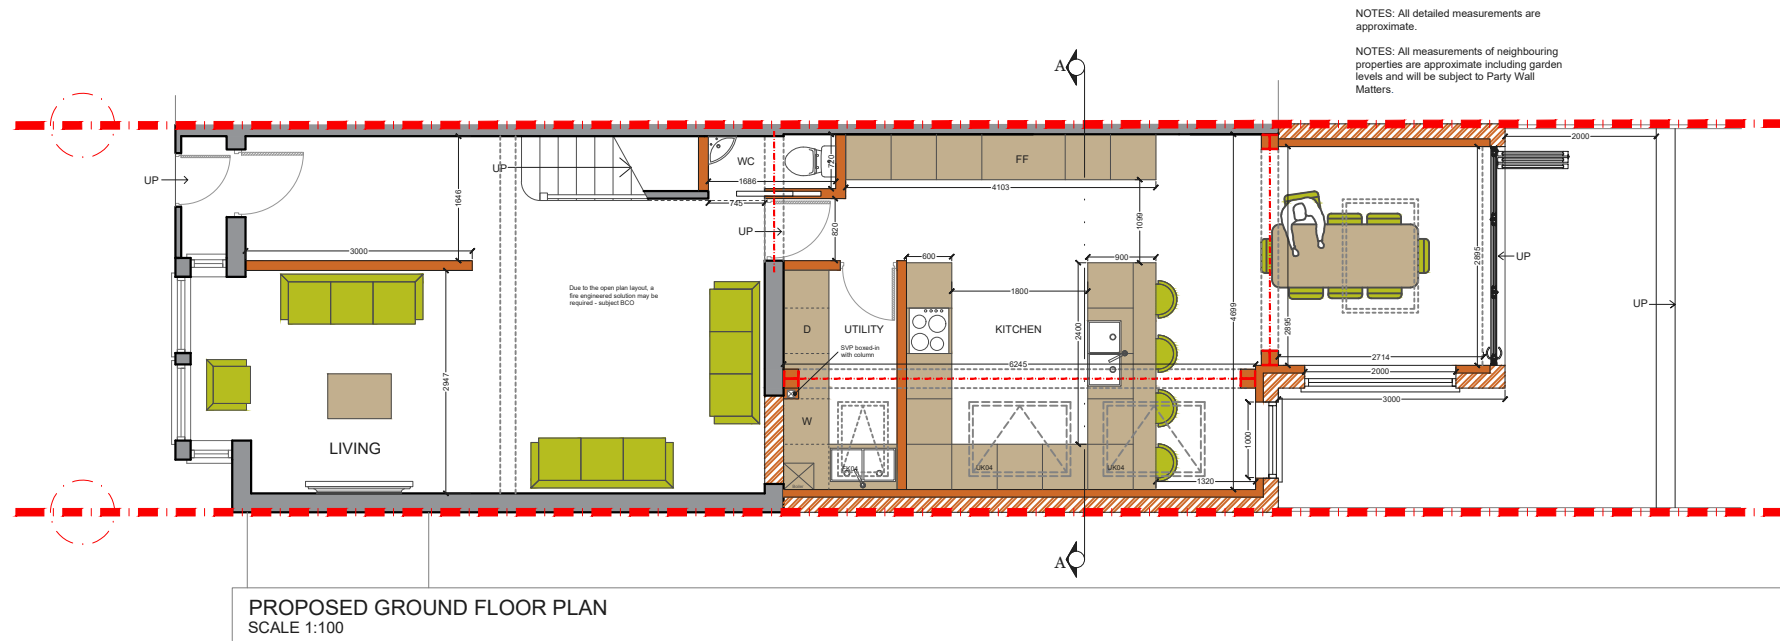 NOTES: All detailed measurements are
approximate.
NOTES: All measurements of neighbouring
properties are approximate including garden
levels and will be subject to Party Wall
Matters.
A
2000
UP
UP
WC
1686
720
745
FF
4103
1646
3000
UP
820
1099
600
900
1800
2895
2895
UP
UP
Due to the open plan layout, a
fire engineered solution may be
required - subject BCO
D
UTILITY
KITCHEN
2400
4699
SVP boxed-in
with column
6245
2714
2000
3000
2947
W
1000
LIVING
UK04
UK04
UK04
1320
A
PROPOSED GROUND FLOOR PLAN
SCALE 1:100